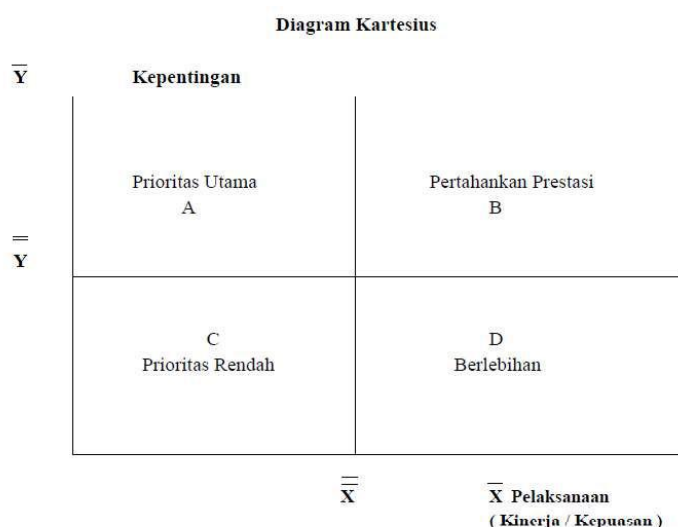 Diagram Kartesius
Y Kepentingan
Prioritas Utama
A
Pertahankan Prestasi
B
Y
C
Prioritas Rendah
D
Berlebihan
X
X Pelaksanaan
( Kinerja / Kepuasan )